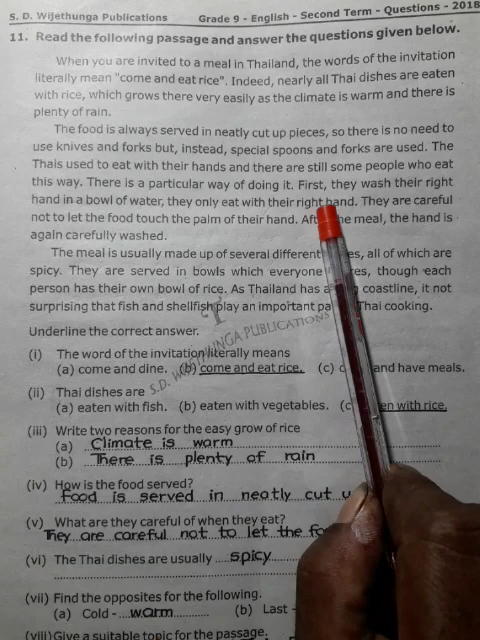 S. D. Wijethunga Publications Grade 9 - English - Second Term - Questions - 2018
11. Read the following passage and answer the questions given below.
When you are invited to a meal in Thailand, the words of the invitation
literally mean "come and eat rice". Indeed, nearly all Thai dishes are eaten
with rice, which grows there very easily as the climate is warm and there is
plenty of rain.
The food is always served in neatly cut up pieces, so there is no need to
use knives and forks but, instead, special spoons and forks are used. The
Thais used to eat with their hands and there are still some people who eat
this way. There is a particular way of doing it. First, they wash their right
hand in a bowl of water, they only eat with their right hand. They are careful
not to let the food touch the palm of their hand. the meal, the hand is
again carefully washed.
The meal is usually made up of several different all of which are
spicy. They are served in bowls which everyone though each
person has their own bowl of rice. As Thailand has a coastline, it not
surprising that fish and shellfish play an important Thai cooking.
Underline the correct answer.
(i) The word of the invitation literally means
(a) come and dine. (b) come and eat rice. (c) and have meals.
(ii) Thai dishes are
(a) eaten with fish. (b) eaten with vegetables. with rice.
(iii) Write two reasons for the easy grow of rice
(a) Climate is warm
(b) There is plenty of rain
(iv) How is the food served?
Food is served in neatly cut
(v) What are they careful of when they eat?
They are careful not to let the
(vi) The Thai dishes are usually spicy
(vii) Find the opposites for the following.
(a) Cold - warm (b) Last -
(viii) Give a suitable topic for the passage.
S.D. WIJETHUNGA PUBLICATIONS